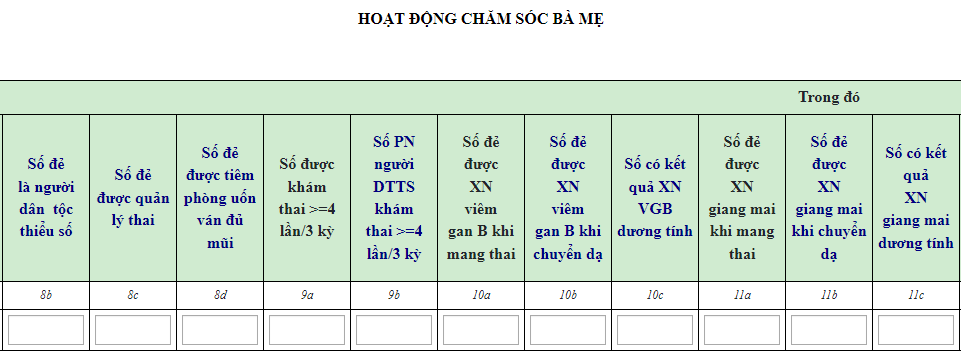 HOẠT ĐỘNG CHĂM SÓC BÀ MẸ
Trong đó
Số đẻ
là người
dân tộc
thiểu số
Số đẻ
được quản
lý thai
Số đẻ
được tiêm
phòng uốn
ván đủ
mũi
Số được
khám
thai >=4
lần/3 kỳ
Số PN
người
DTTS
khám
thai >=4
lần/3 kỳ
Số đẻ
được
XN
viêm
gan B khi
mang thai
Số đẻ
được
XN
viêm
gan B khi
chuyển dạ
Số có kết
quả XN
VGB
dương tính
Số đẻ
được
XN
giang mai
khi mang
thai
Số đẻ
được
XN
giang mai
khi chuyển
dạ
Số có kết
quả
XN
giang mai
dương tính
8b 8c 8d 9a 9b 10a 10b 10c 11a 11b 11c